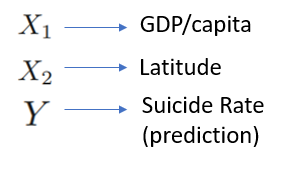 X₁ GDP/capita
X₂ Latitude
Y Suicide Rate
(prediction)